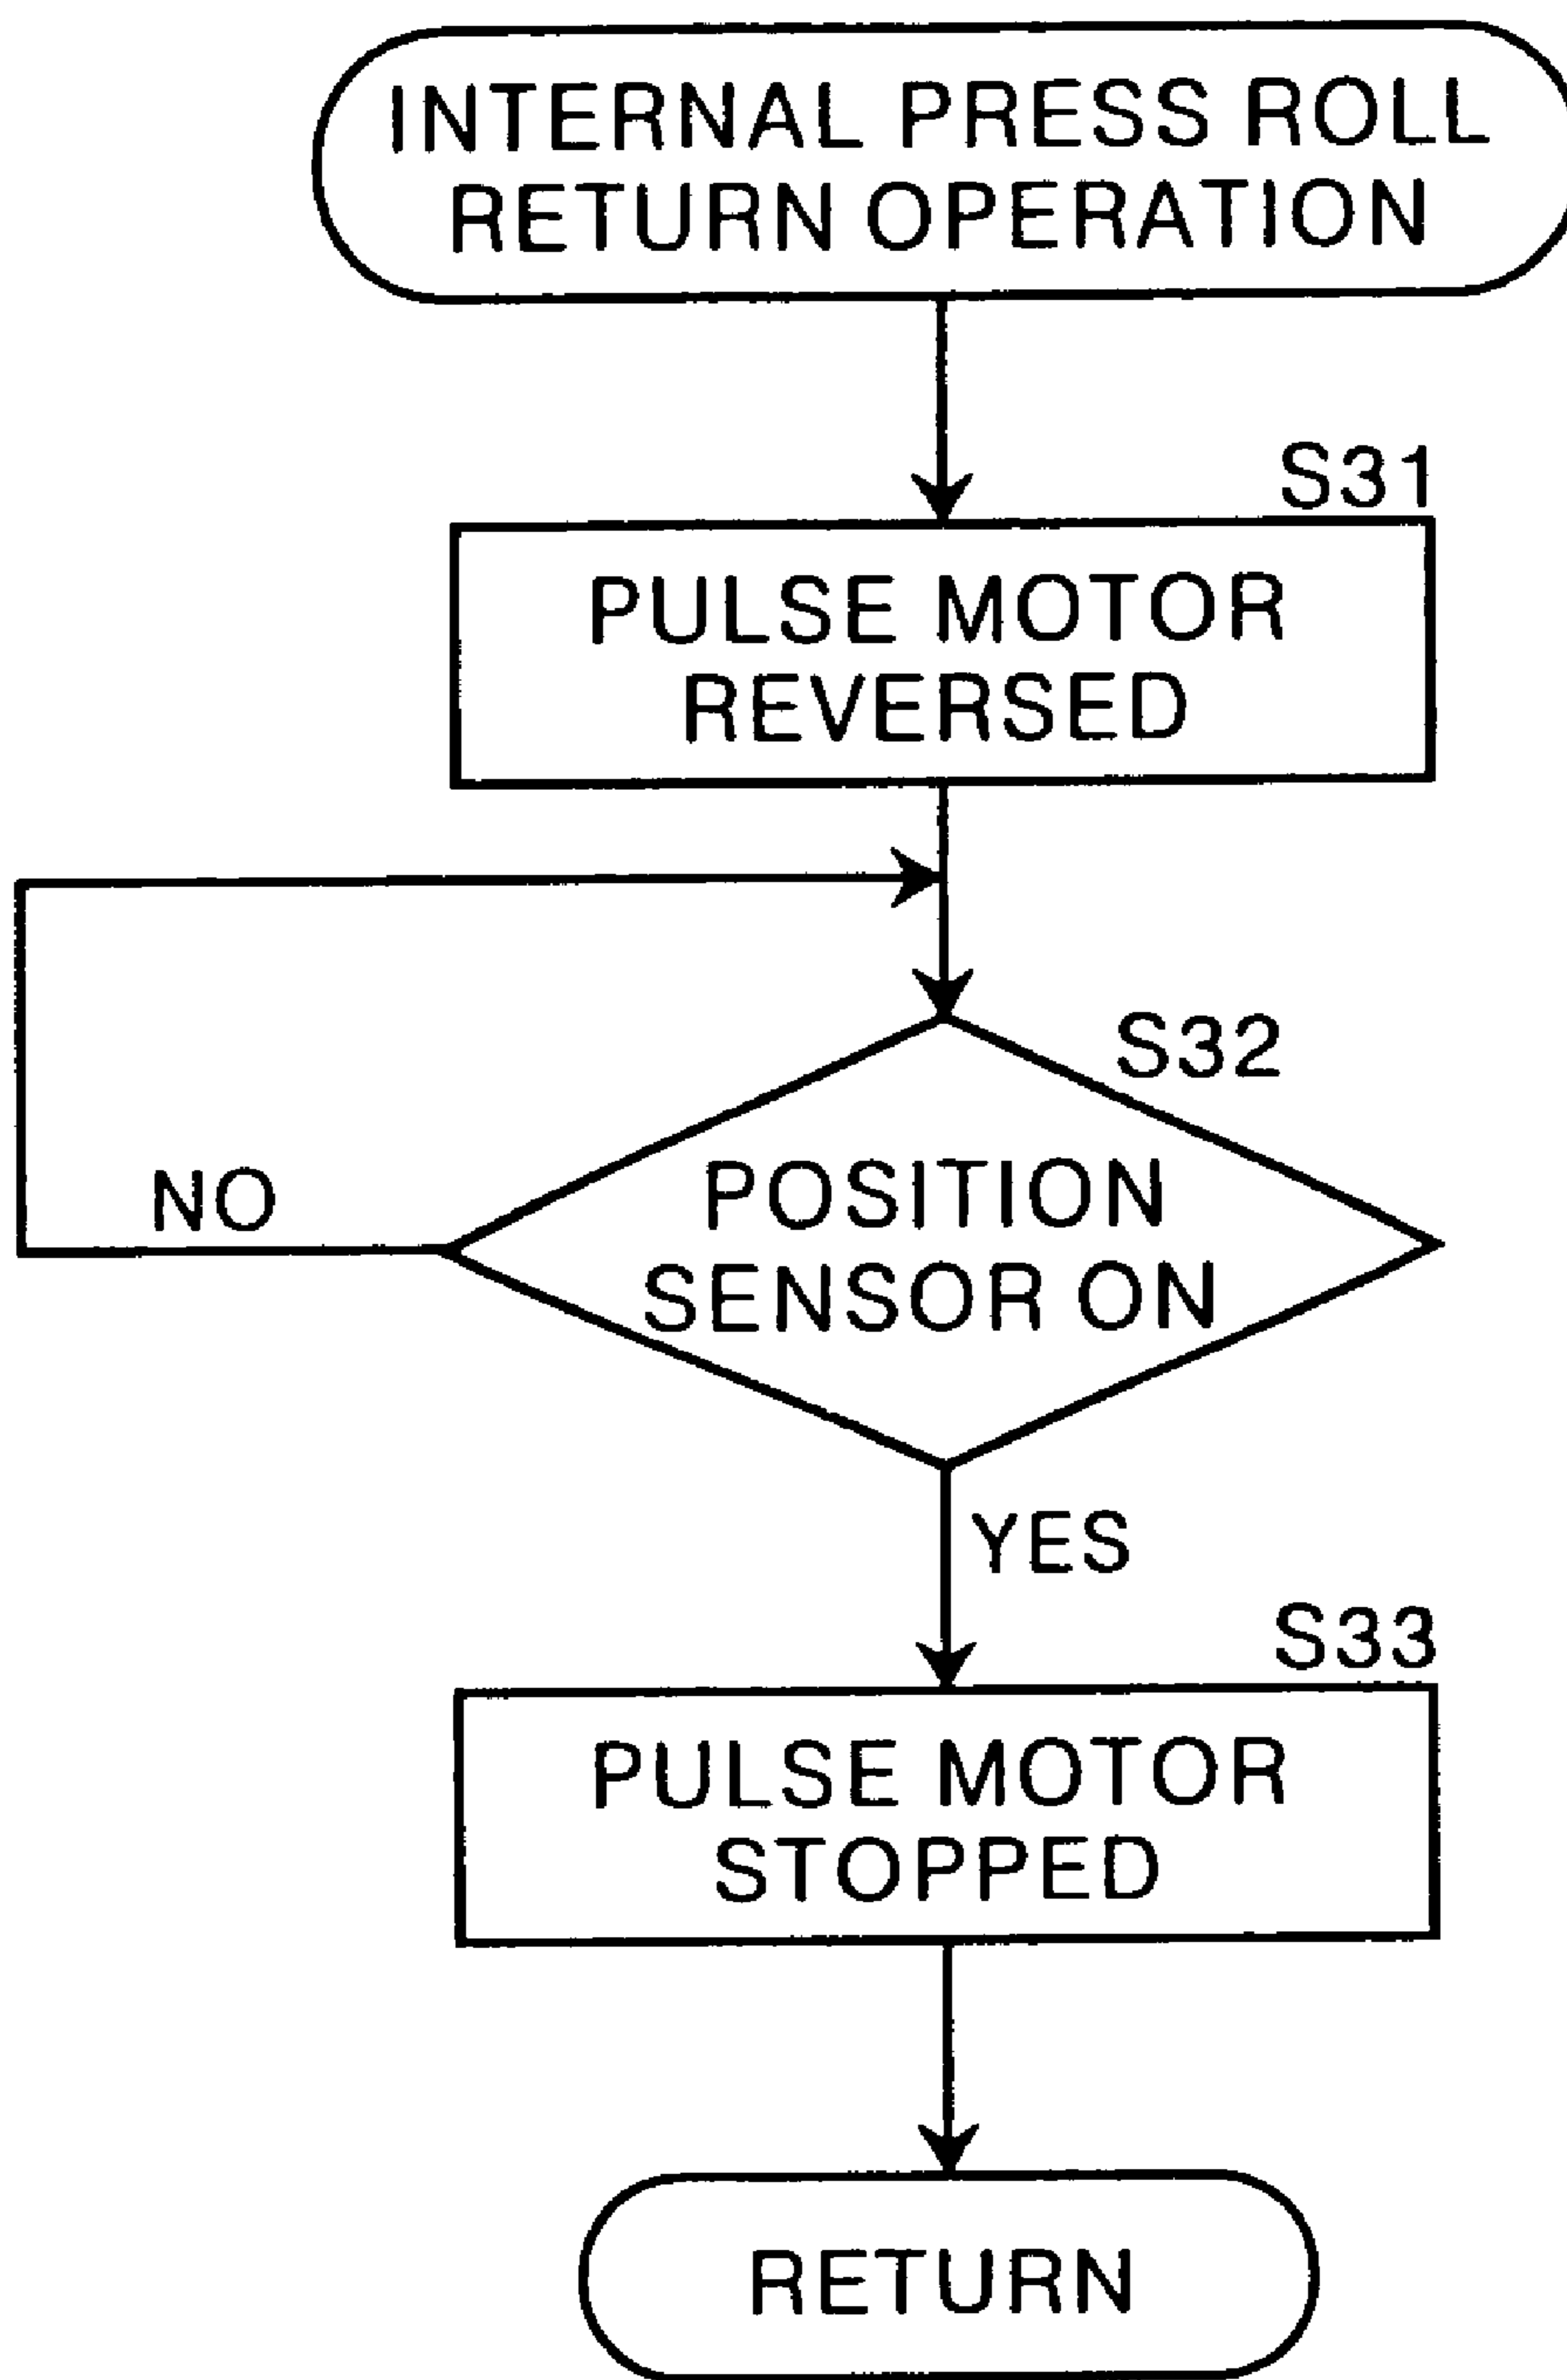 INTERNAL PRESS ROLL
RETURN OPERATION
S31
PULSE MOTOR
REVERSED
S32
POSITION
SENSOR ON
NO
YES
S33
PULSE MOTOR
STOPPED
RETURN